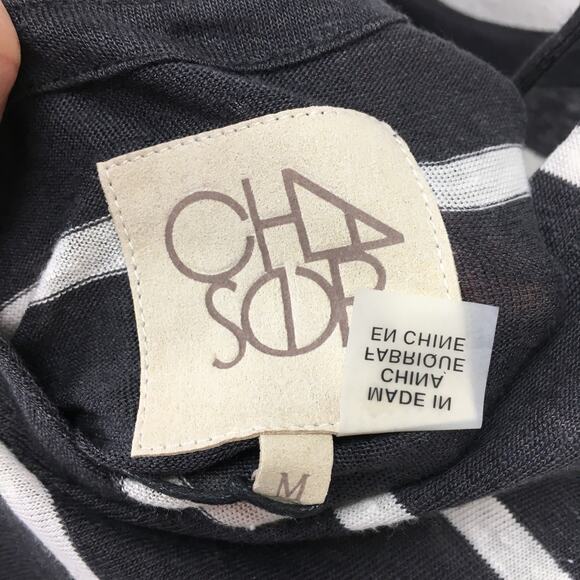 CHA
SER
MADE IN
CHINA
FABRIQUE
EN CHINE
M